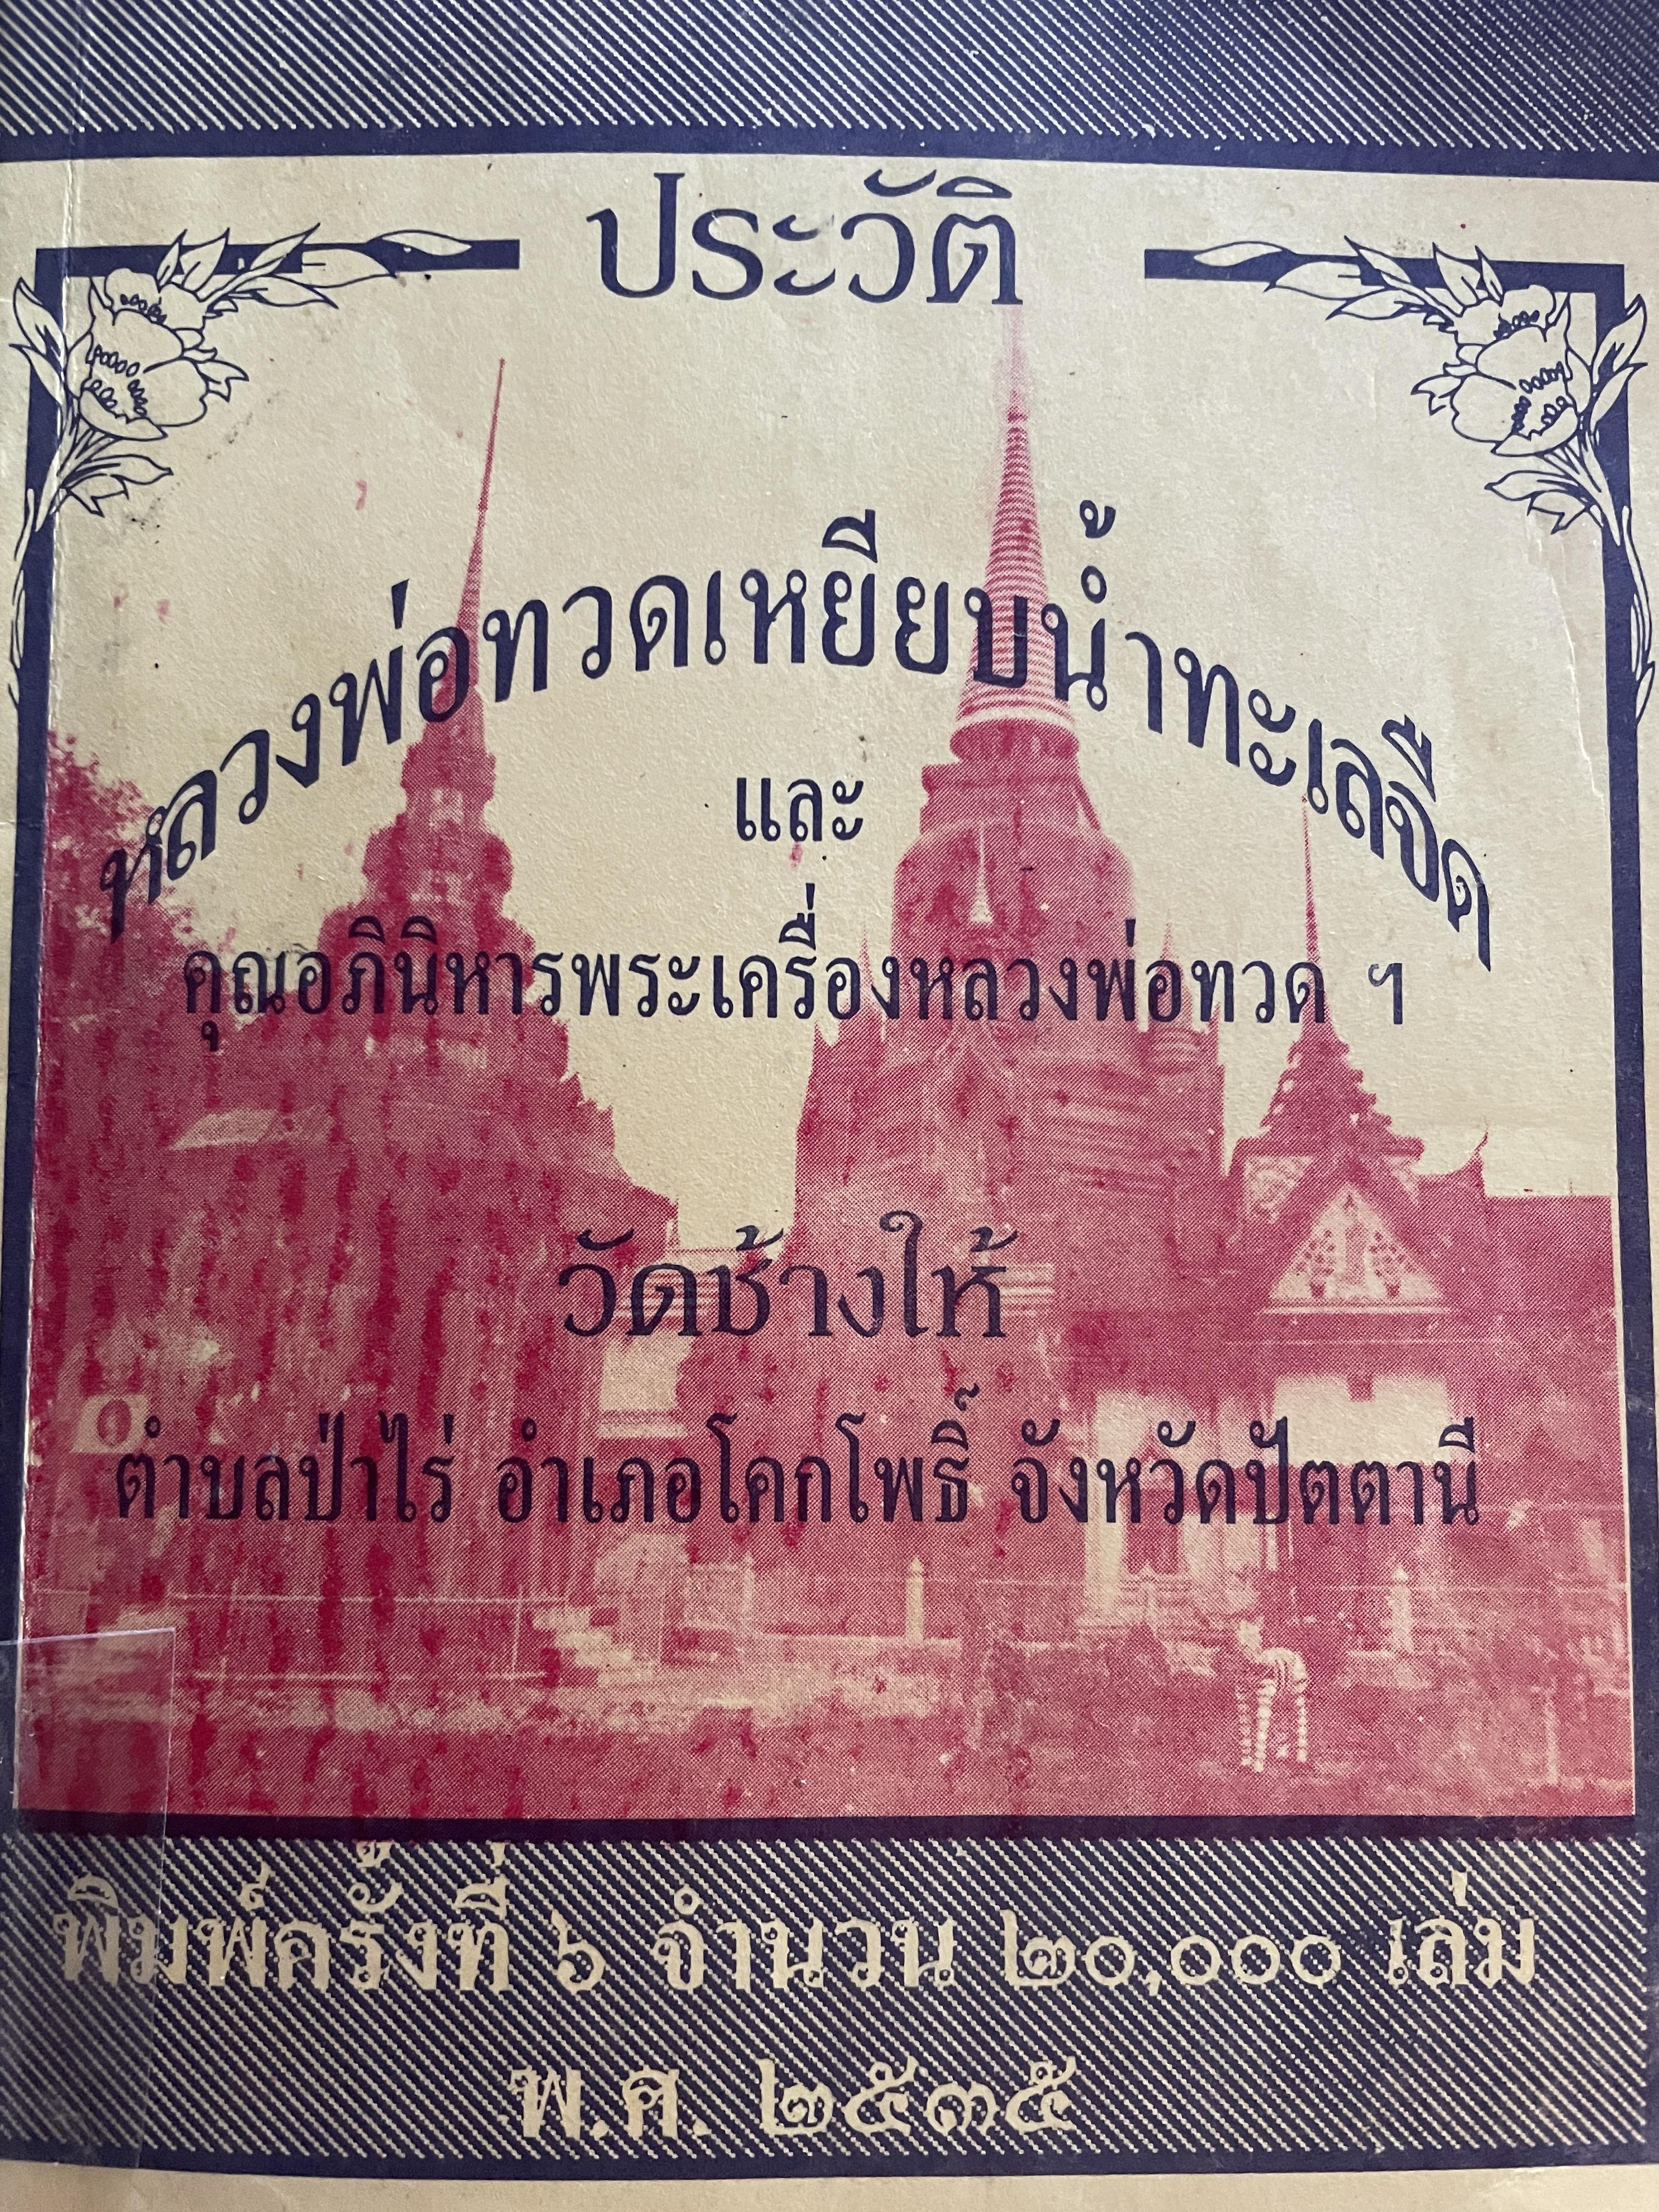 ประวัติ
หลวงพ่อทวดเหยียบน้ำทะเลจืด
และ
คุณอภินิหารพระเครื่องหลวงพ่อทวด ฯ
วัดช้างให้
ตำบลป่าไร่ อำเภอโคกโพธิ์ จังหวัดปัตตานี
พิมพ์ครั้งที่ ๖ จำนวน ๒๐,๐๐๐ เล่ม
พ.ศ. ๒๕๓๕